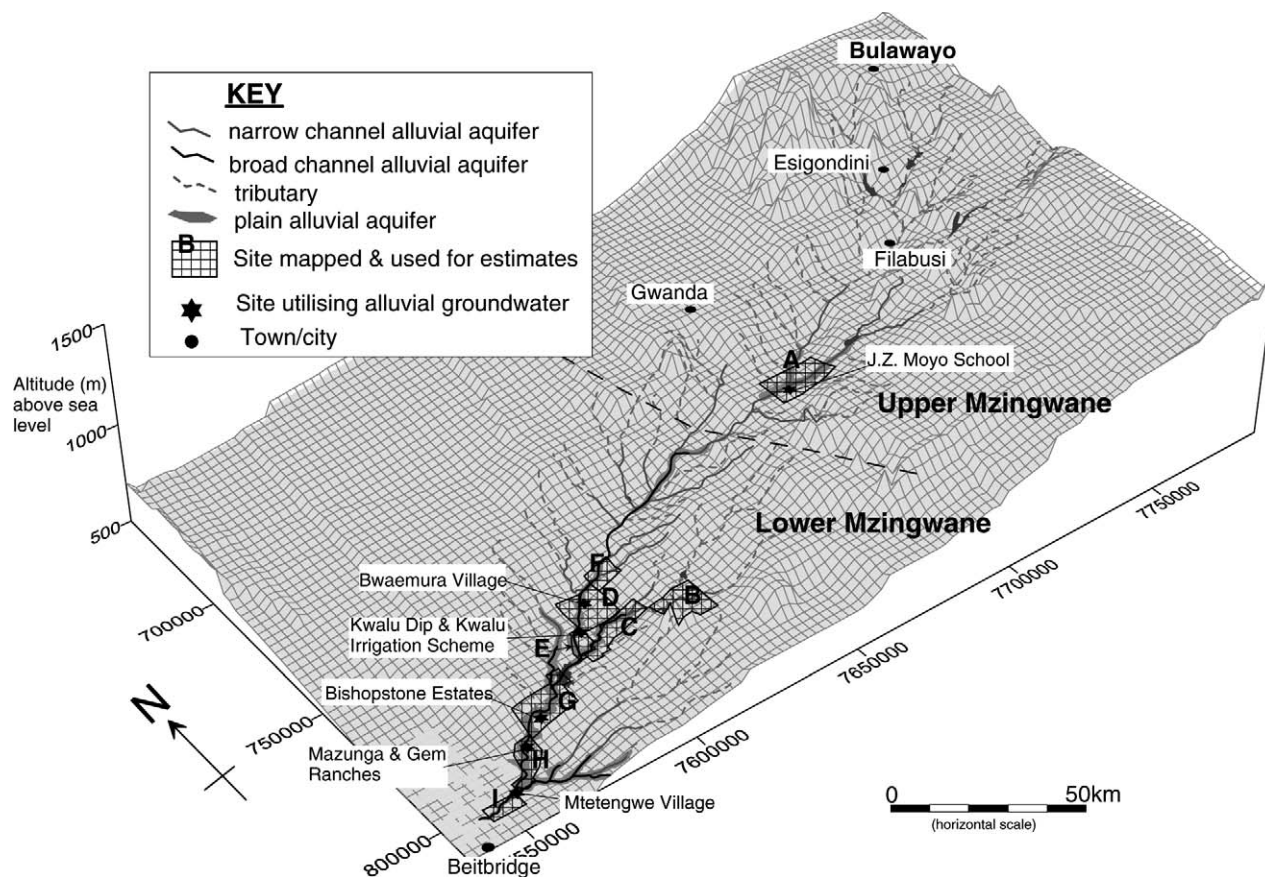 Bulawayo
KEY
narrow channel alluvial aquifer
broad channel alluvial aquifer
tributary
plain alluvial aquifer
B
Site mapped & used for estimates
Site utilising alluvial groundwater
Town/city
Esigondini
Filabusi
Gwanda
1500
Altitude (m)
above sea
level
1000
500
A
J.Z. Moyo School
Upper Mzingwane
Lower Mzingwane
7750000
7700000
7650000
7600000
7550000
700000
750000
800000
F
Bwaemura Village
D
B
Kwalu Dip & Kwalu
Irrigation Scheme
C
E
Bishopstone Estates
G
Mazunga & Gem
Ranches
H
I
Mtetengwe Village
Beitbridge
N
0
50km
(horizontal scale)